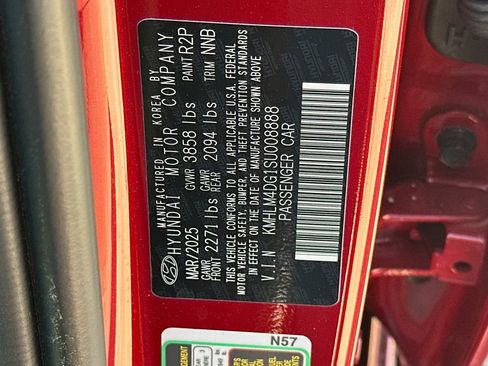 MANUFACTURED IN KOREA BY
HYUNDAI MOTOR COMPANY
MAR/2025 GVWR 3858 lbs PAINT R2P
GAWR FRONT 2271 lbs GAWR REAR 2094 lbs TRIM NNB
THIS VEHICLE CONFORMS TO ALL APPLICABLE U.S.A. FEDERAL
MOTOR VEHICLE SAFETY, BUMPER, AND THEFT PREVENTION STANDARDS
IN EFFECT ON THE DATE OF MANUFACTURE SHOWN ABOVE
V.I.N KMHLM4DG1SU008888
PASSENGER CAR
N57